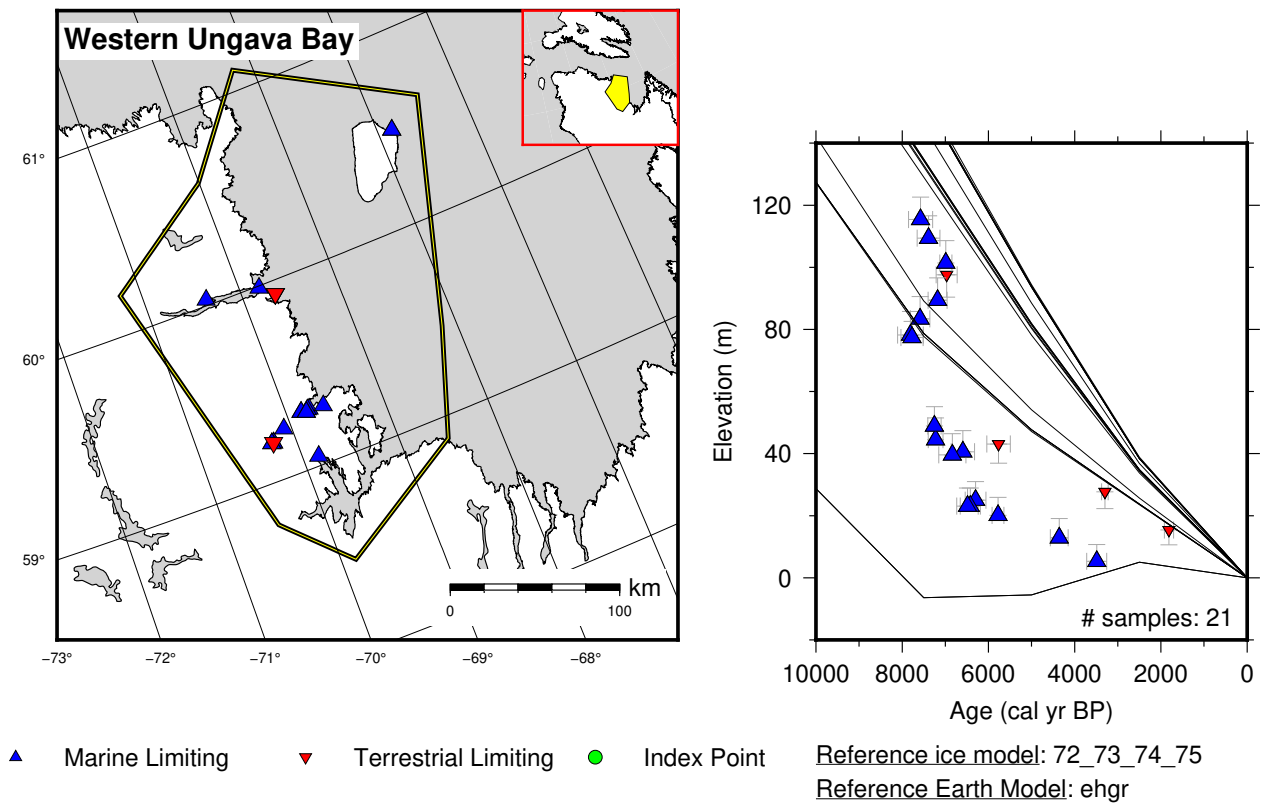 Western Ungava Bay
61°
60°
59°
−73°
−72°
−71°
−70°
−69°
−68°
km
0
100
120
80
40
0
Elevation (m)
# samples: 21
10000
8000
6000
4000
2000
0
Age (cal yr BP)
Marine Limiting
Terrestrial Limiting
Index Point
Reference ice model: 72_73_74_75
Reference Earth Model: ehgr